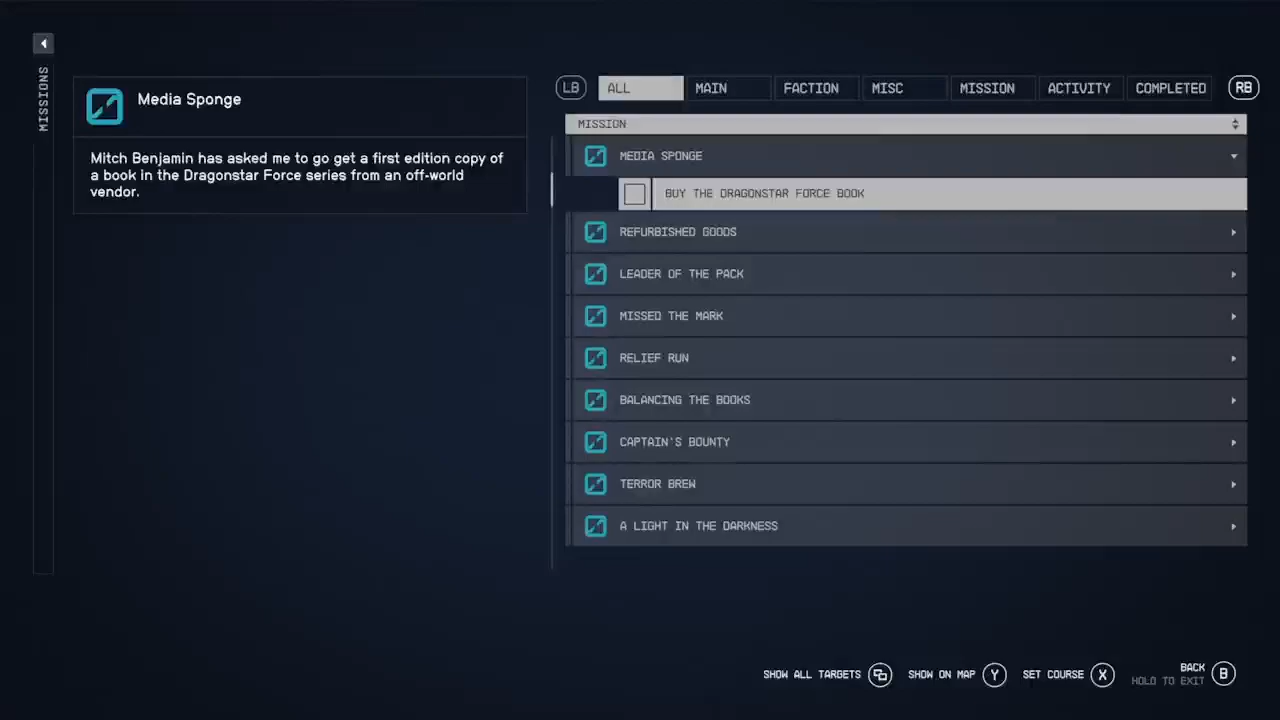 MISSIONS
Media Sponge
Mitch Benjamin has asked me to go get a first edition copy of
a book in the Dragonstar Force series from an off-world
vendor.
LB
ALL
MAIN
FACTION
MISC
MISSION
ACTIVITY
COMPLETED
RB
MISSION
MEDIA SPONGE
BUY THE DRAGONSTAR FORCE BOOK
REFURBISHED GOODS
LEADER OF THE PACK
MISSED THE MARK
RELIEF RUN
BALANCING THE BOOKS
CAPTAIN'S BOUNTY
TERROR BREW
A LIGHT IN THE DARKNESS
SHOW ALL TARGETS
SHOW ON MAP Y
SET COURSE X
BACK B
HOLD TO EXIT